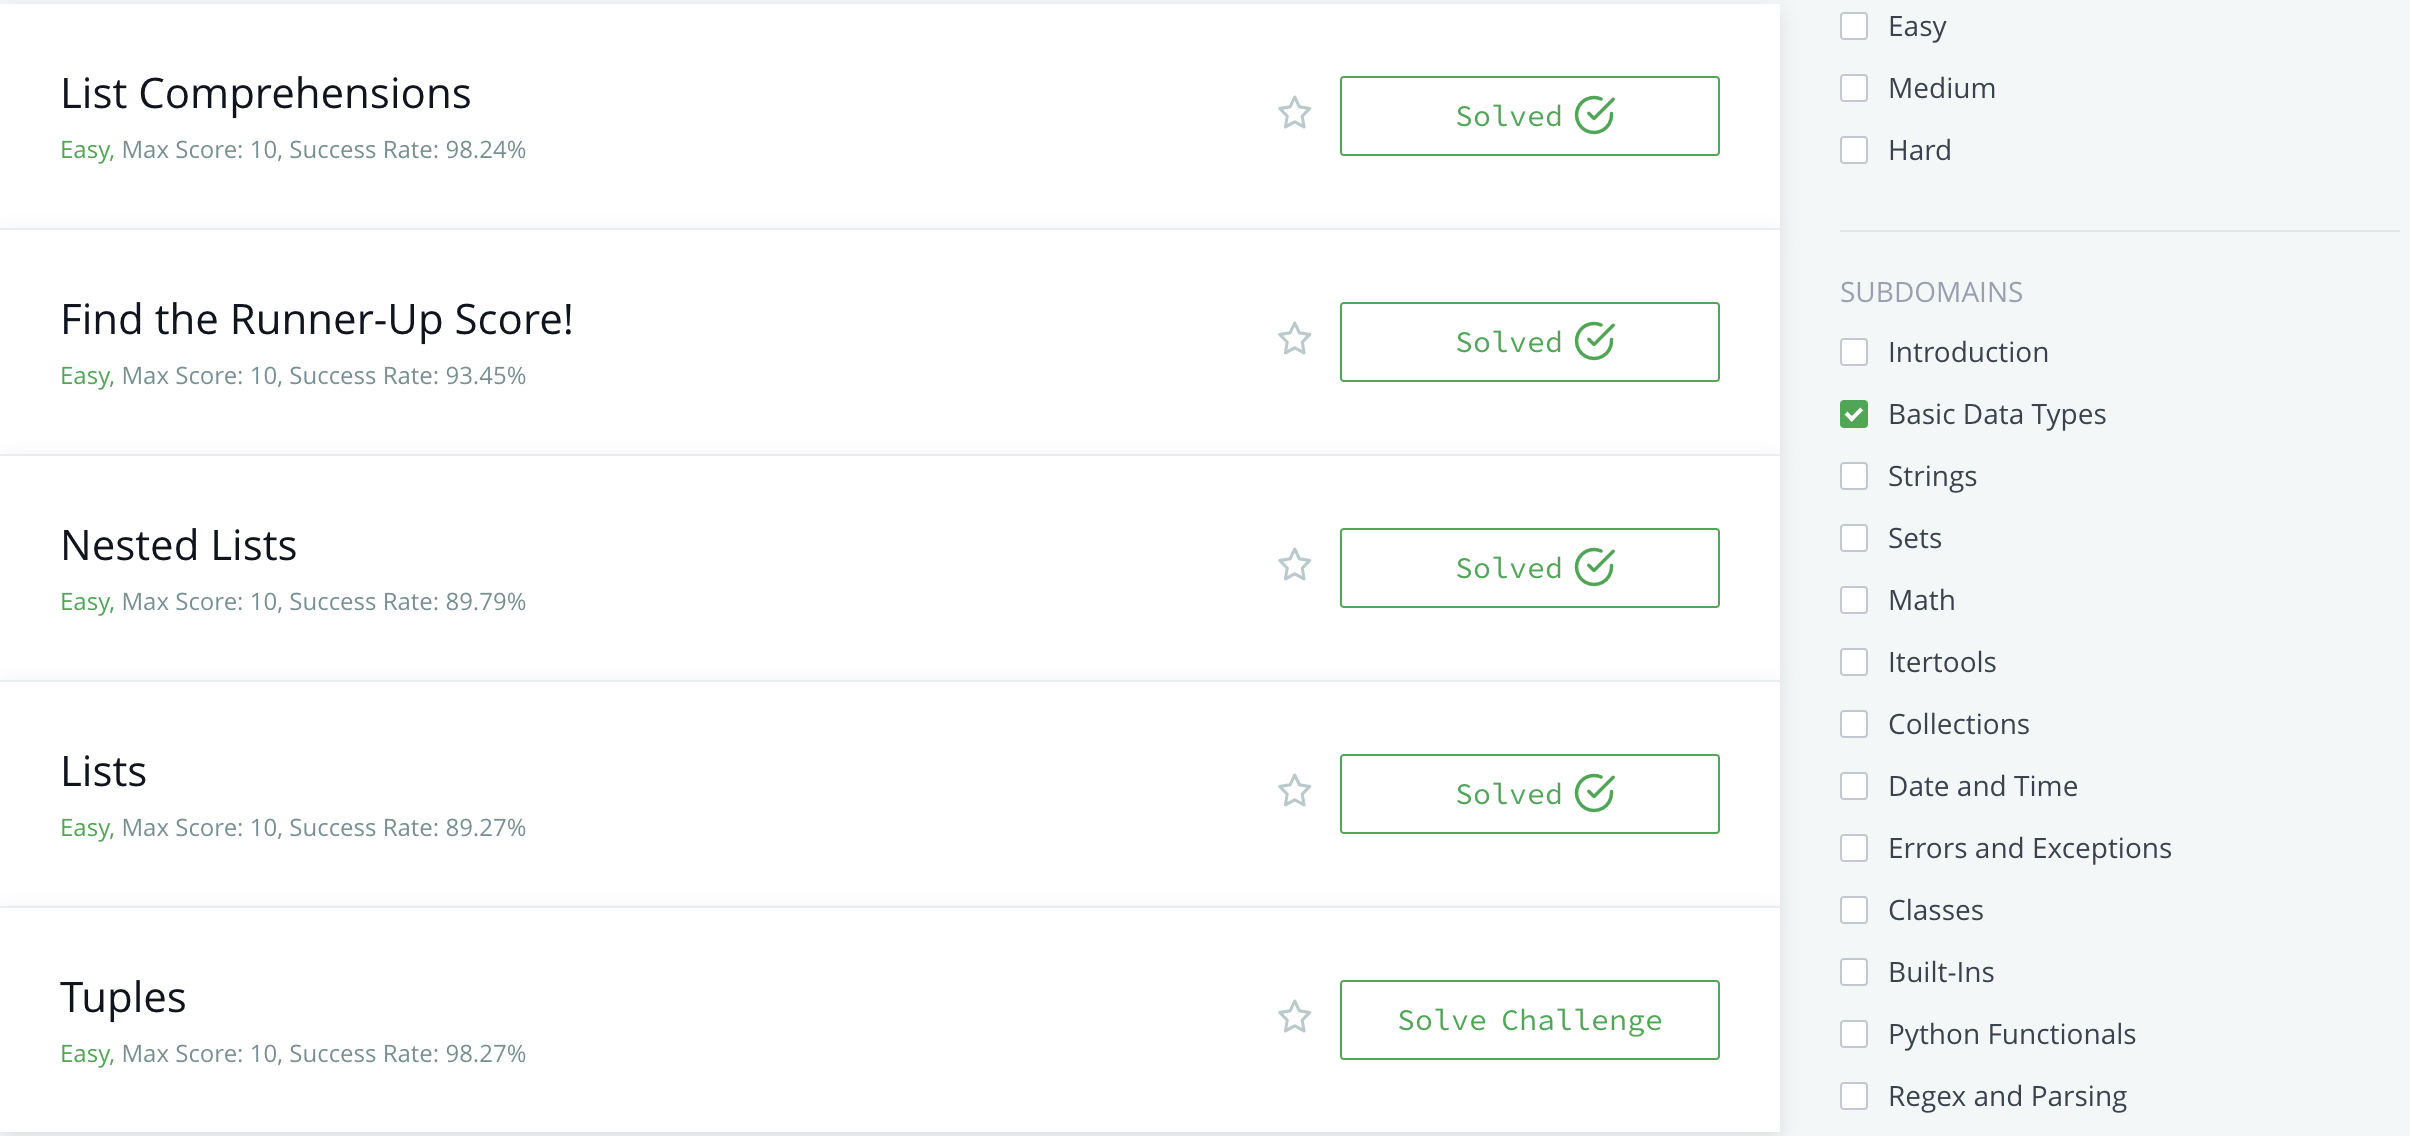 List Comprehensions
Easy, Max Score: 10, Success Rate: 98.24%
Solved
Find the Runner-Up Score!
Easy, Max Score: 10, Success Rate: 93.45%
Solved
Nested Lists
Easy, Max Score: 10, Success Rate: 89.79%
Solved
Lists
Easy, Max Score: 10, Success Rate: 89.27%
Solved
Tuples
Easy, Max Score: 10, Success Rate: 98.27%
Solve Challenge
Easy
Medium
Hard
SUBDOMAINS
Introduction
Basic Data Types
Strings
Sets
Math
Itertools
Collections
Date and Time
Errors and Exceptions
Classes
Built-Ins
Python Functionals
Regex and Parsing